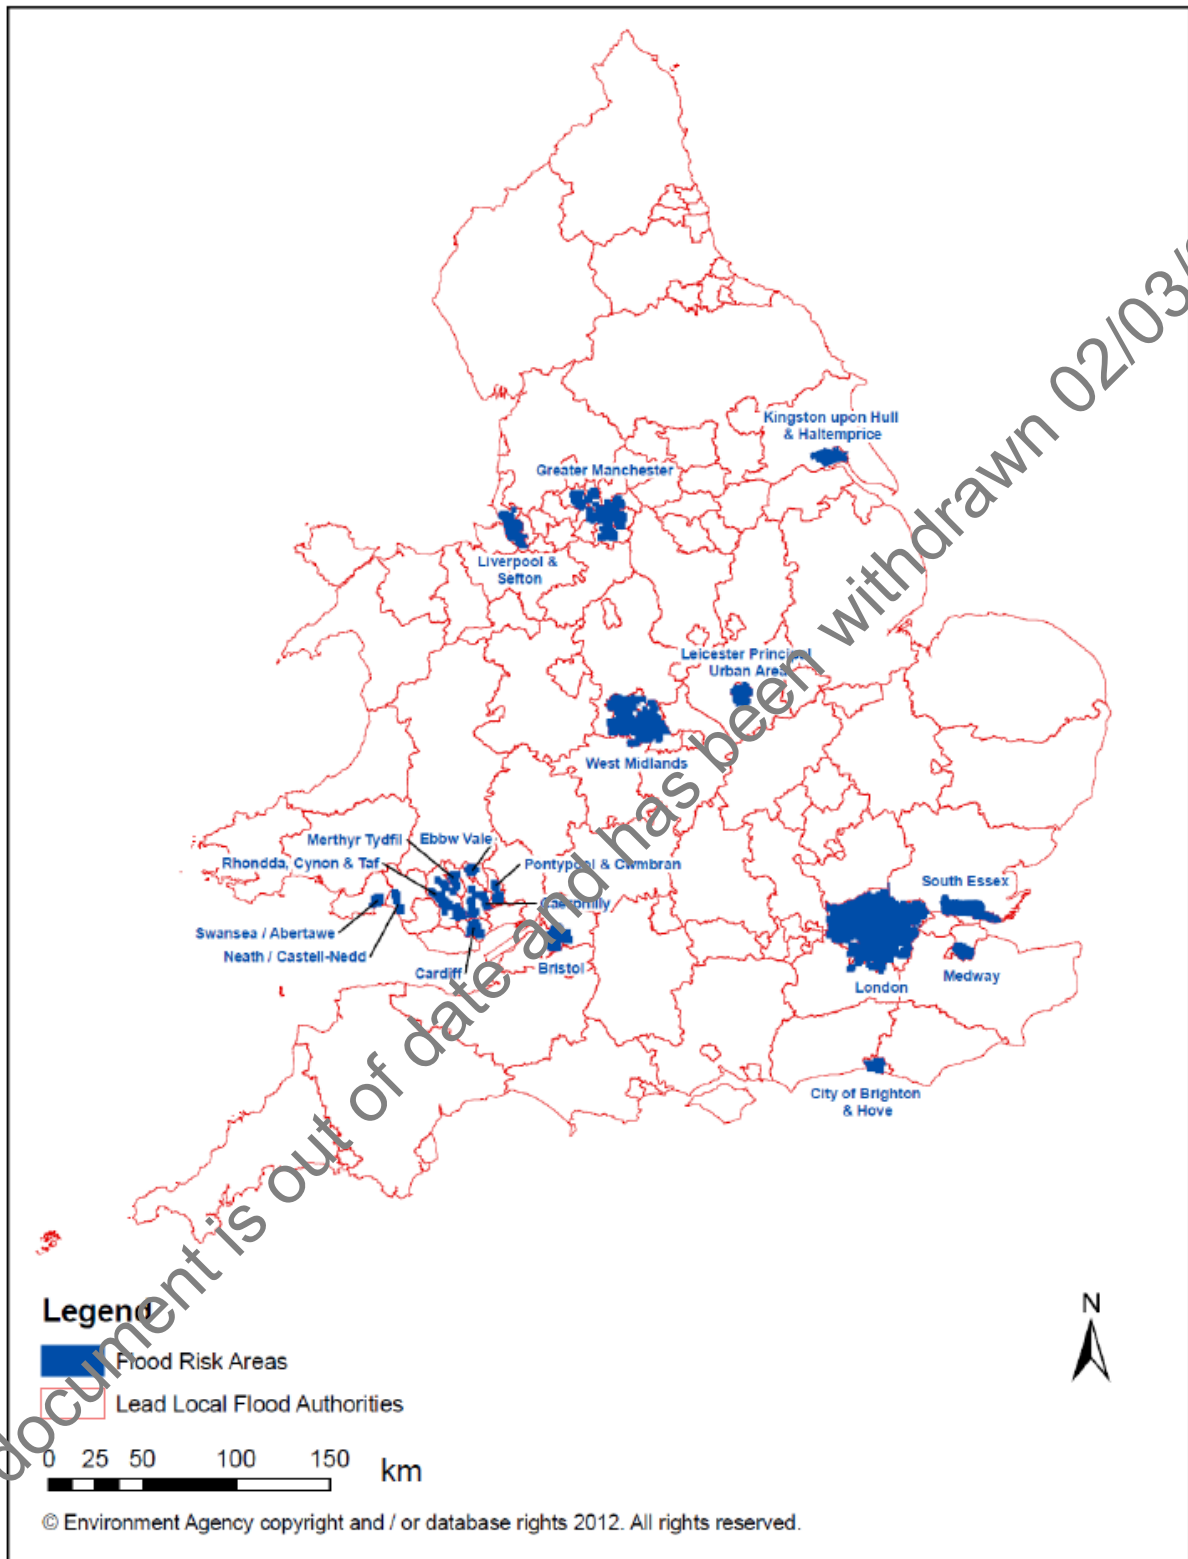 Kingston upon Hull
& Haltemprice
Greater Manchester
Liverpool &
Sefton
Leicester Principal
Urban Area
West Midlands
Merthyr Tydfil
Ebbw Vale
Rhondda, Cynon & Taf
Pontypool & Cwmbran
Caerphilly
South Essex
Swansea / Abertawe
Neath / Castell-Nedd
Cardiff
Bristol
London
Medway
City of Brighton
& Hove
document is out of date and has been withdrawn 02/03/
Legend
Flood Risk Areas
Lead Local Flood Authorities
N
0 25 50 100 150 km
© Environment Agency copyright and / or database rights 2012. All rights reserved.